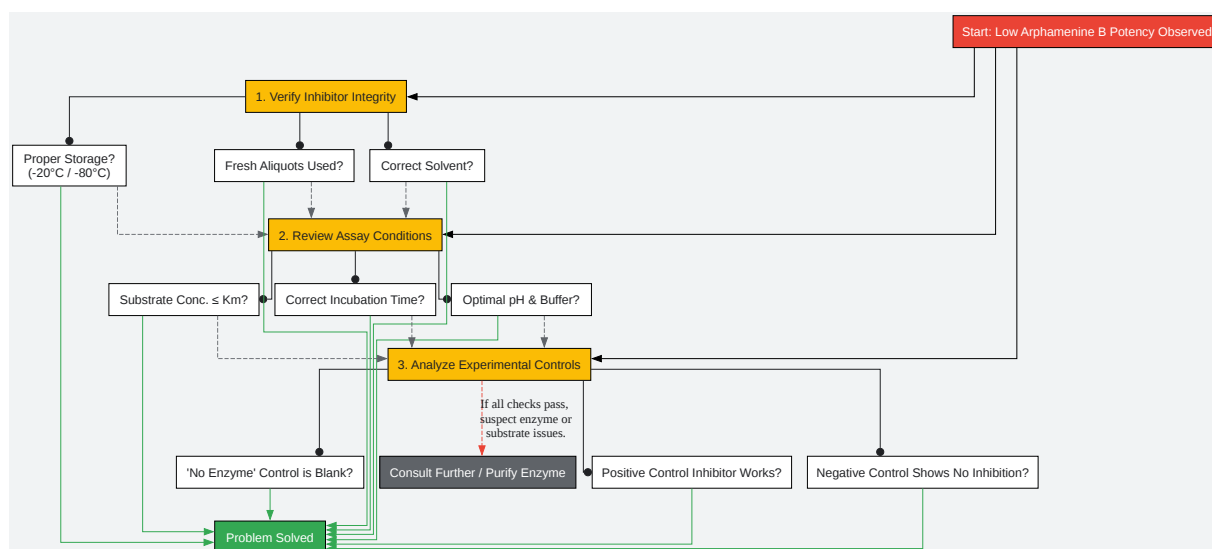 Start: Low Arphamenine B Potency Observed
1. Verify Inhibitor Integrity
Proper Storage?
(-20°C / -80°C)
Fresh Aliquots Used?
Correct Solvent?
2. Review Assay Conditions
Substrate Conc. ≤ Km?
Correct Incubation Time?
Optimal pH & Buffer?
3. Analyze Experimental Controls
If all checks pass,
suspect enzyme or
substrate issues.
'No Enzyme' Control is Blank?
Consult Further / Purify Enzyme
Positive Control Inhibitor Works?
Negative Control Shows No Inhibition?
Problem Solved